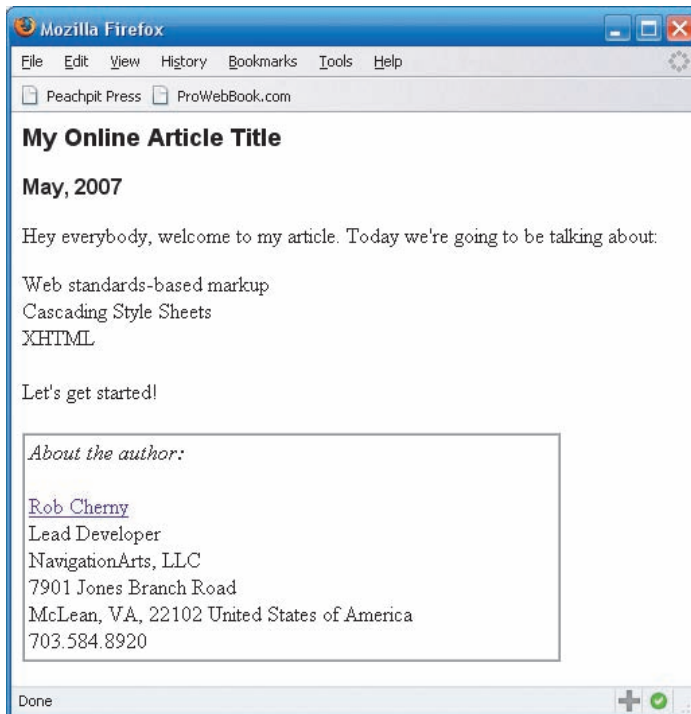 Mozilla Firefox
File Edit View History Bookmarks Tools Help
Peachpit Press ProWebBook.com
My Online Article Title
May, 2007
Hey everybody, welcome to my article. Today we're going to be talking about:
Web standards-based markup
Cascading Style Sheets
XHTML
Let's get started!
About the author:
Rob Cherny
Lead Developer
NavigationArts, LLC
7901 Jones Branch Road
McLean, VA, 22102 United States of America
703.584.8920
Done